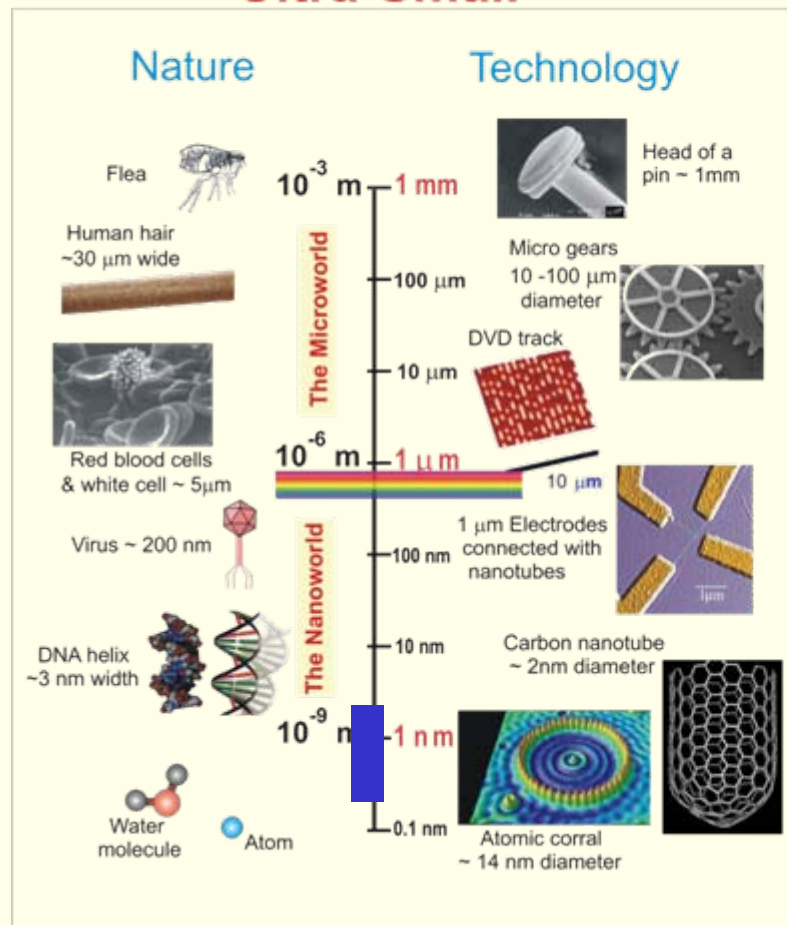 Nature
Technology
Flea
10-3 m
1 mm
Head of a
pin ~ 1mm
Human hair
~30 μm wide
Micro gears
10 -100 μm
diameter
100 μm
The Microworld
DVD track
10 μm
Red blood cells
& white cell ~ 5μm
10-6 m
1 μm
10 μm
1 μm Electrodes
connected with
nanotubes
1μm
Virus ~ 200 nm
100 nm
The Nanoworld
10 nm
DNA helix
~3 nm width
Carbon nanotube
~ 2nm diameter
10-9
1 nm
Water
molecule
Atom
0.1 nm
Atomic corral
~ 14 nm diameter